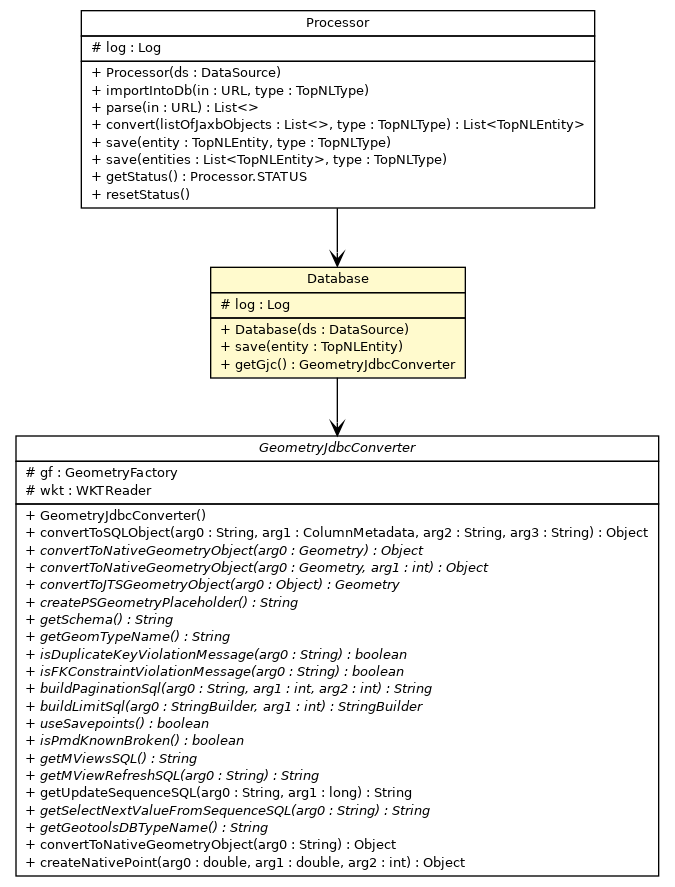 Processor
# log : Log
+ Processor(ds : DataSource)
+ importIntoDb(in : URL, type : TopNLType)
+ parse(in : URL) : List<>
+ convert(listOfJaxbObjects : List<>, type : TopNLType) : List<TopNLEntity>
+ save(entity : TopNLEntity, type : TopNLType)
+ save(entities : List<TopNLEntity>, type : TopNLType)
+ getStatus() : Processor.STATUS
+ resetStatus()
Database
# log : Log
+ Database(ds : DataSource)
+ save(entity : TopNLEntity)
+ getGjc() : GeometryJdbcConverter
GeometryJdbcConverter
# gf : GeometryFactory
# wkt : WKTReader
+ GeometryJdbcConverter()
+ convertToSQLObject(arg0 : String, arg1 : ColumnMetadata, arg2 : String, arg3 : String) : Object
+ convertToNativeGeometryObject(arg0 : Geometry) : Object
+ convertToNativeGeometryObject(arg0 : Geometry, arg1 : int) : Object
+ convertToJTSGeometryObject(arg0 : Object) : Geometry
+ createPSGeometryPlaceholder() : String
+ getSchema() : String
+ getGeomTypeName() : String
+ isDuplicateKeyViolationMessage(arg0 : String) : boolean
+ isFKConstraintViolationMessage(arg0 : String) : boolean
+ buildPaginationSql(arg0 : String, arg1 : int, arg2 : int) : String
+ buildLimitSql(arg0 : StringBuilder, arg1 : int) : StringBuilder
+ useSavepoints() : boolean
+ isPmdKnownBroken() : boolean
+ getMViewsSQL() : String
+ getMViewRefreshSQL(arg0 : String) : String
+ getUpdateSequenceSQL(arg0 : String, arg1 : long) : String
+ getSelectNextValueFromSequenceSQL(arg0 : String) : String
+ getGeotoolsDBTypeName() : String
+ convertToNativeGeometryObject(arg0 : String) : Object
+ createNativePoint(arg0 : double, arg1 : double, arg2 : int) : Object